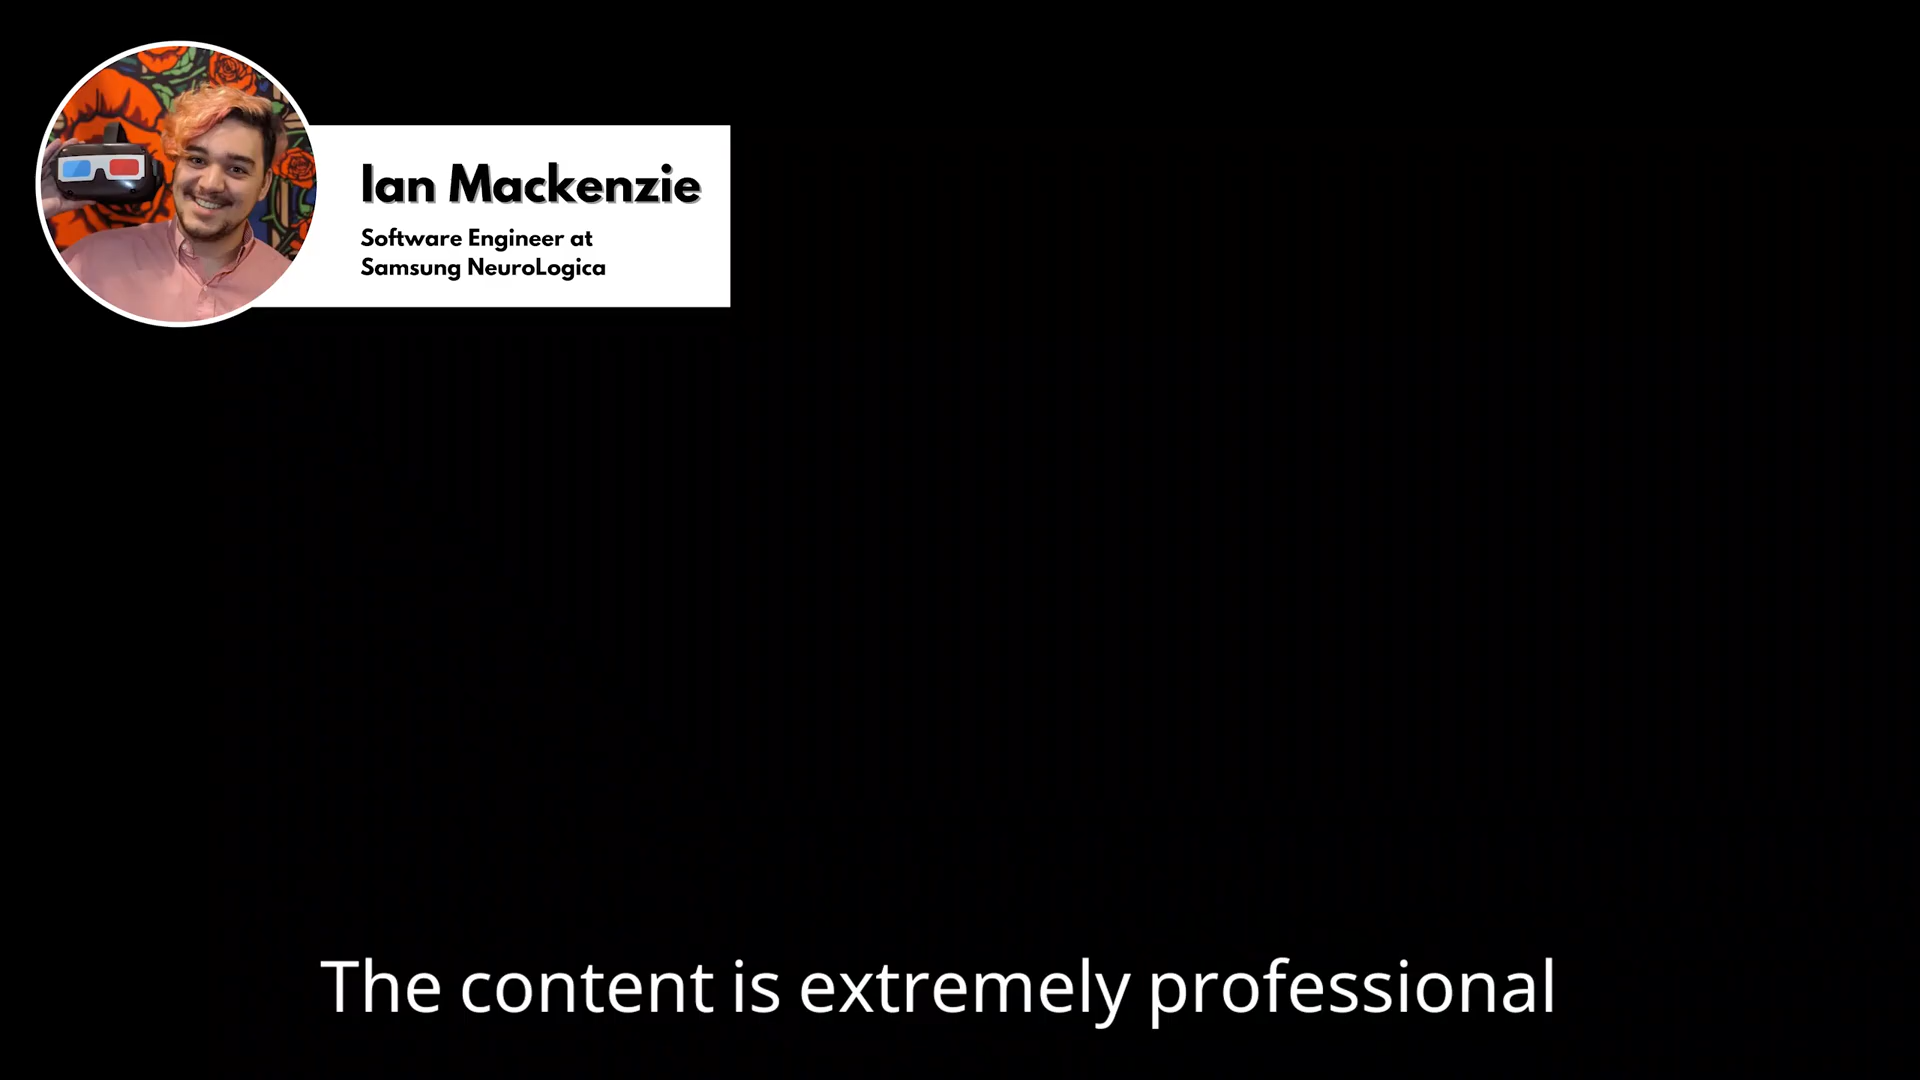 Ian Mackenzie
Software Engineer at
Samsung NeuroLogica
The content is extremely professional